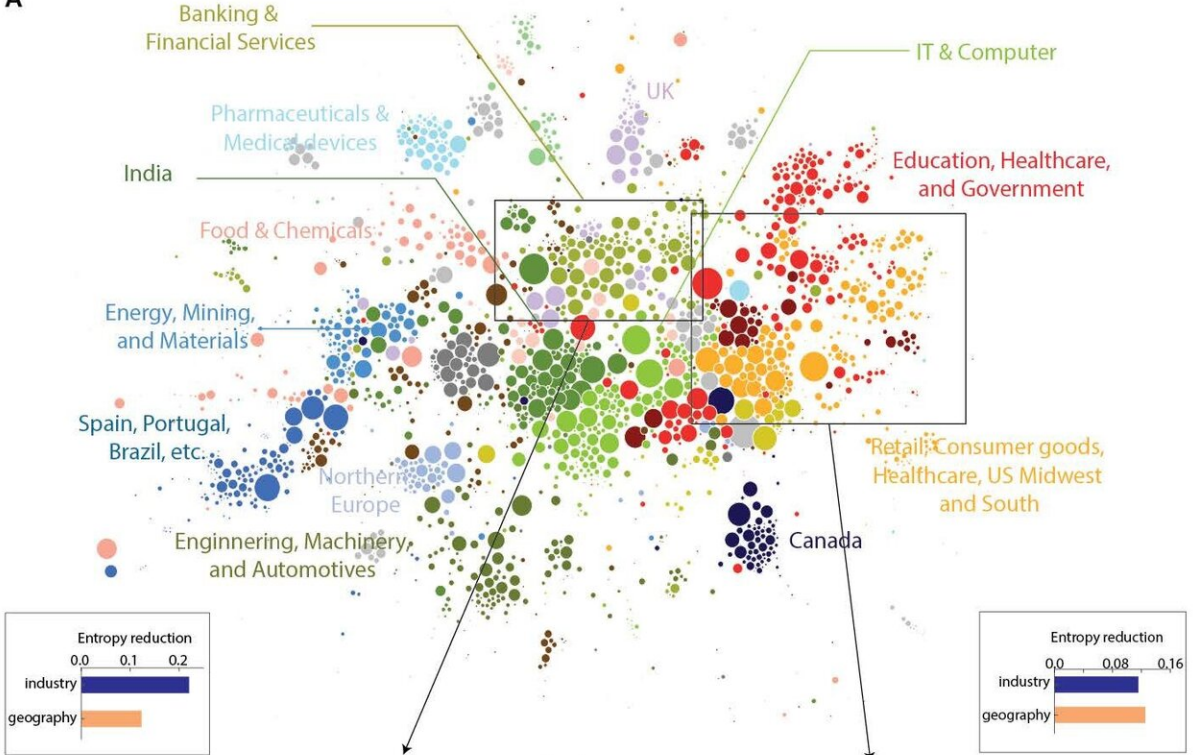 A
Banking &
Financial Services
IT & Computer
UK
Pharmaceuticals &
Medical devices
India
Education, Healthcare,
and Government
Food & Chemicals
Energy, Mining,
and Materials
Spain, Portugal,
Brazil, etc.
Northern
Europe
Retail, Consumer goods,
Healthcare, US Midwest
and South
Enginnering, Machinery,
and Automotives
Canada
Entropy reduction
0.0 0.1 0.2
industry
geography
Entropy reduction
0.0 0.08 0.16
industry
geography